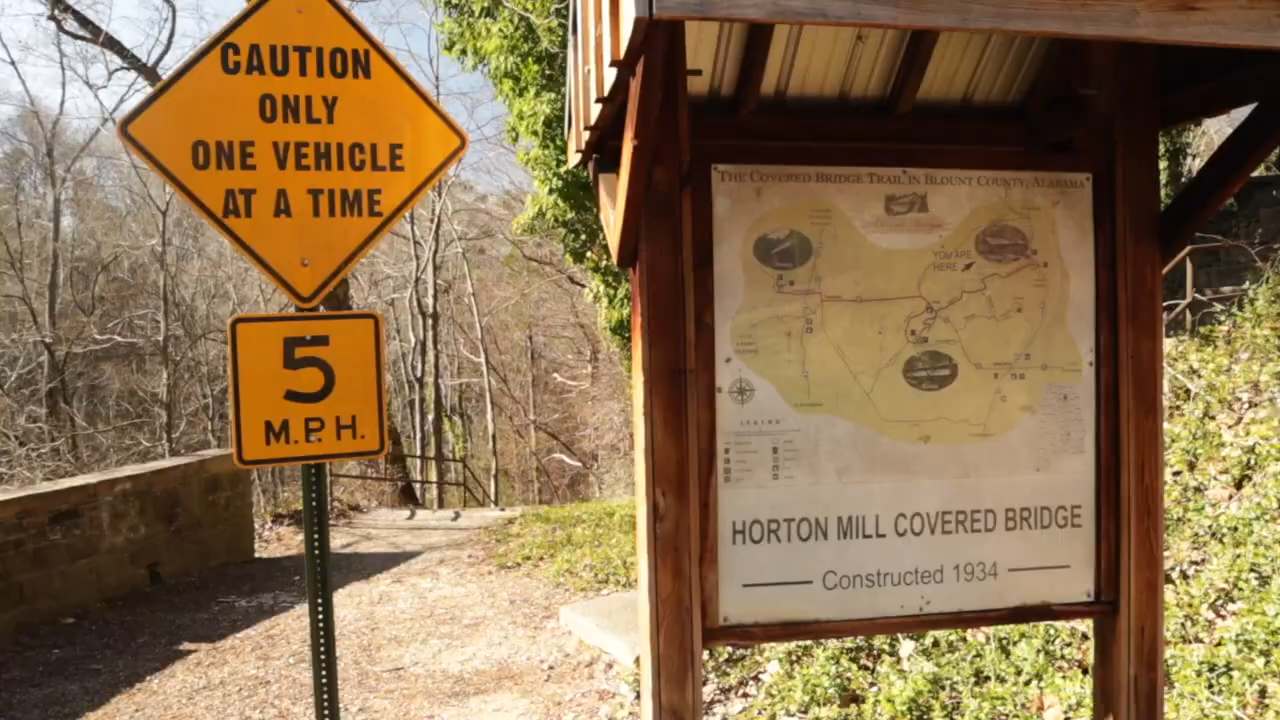 CAUTION
ONLY
ONE VEHICLE
AT A TIME
5
M.P.H.
THE COVERED BRIDGE TRAIL IN BLOUNT COUNTY, ALABAMA
YOU ARE
HERE
LEGEND
HORTON MILL COVERED BRIDGE
Constructed 1934